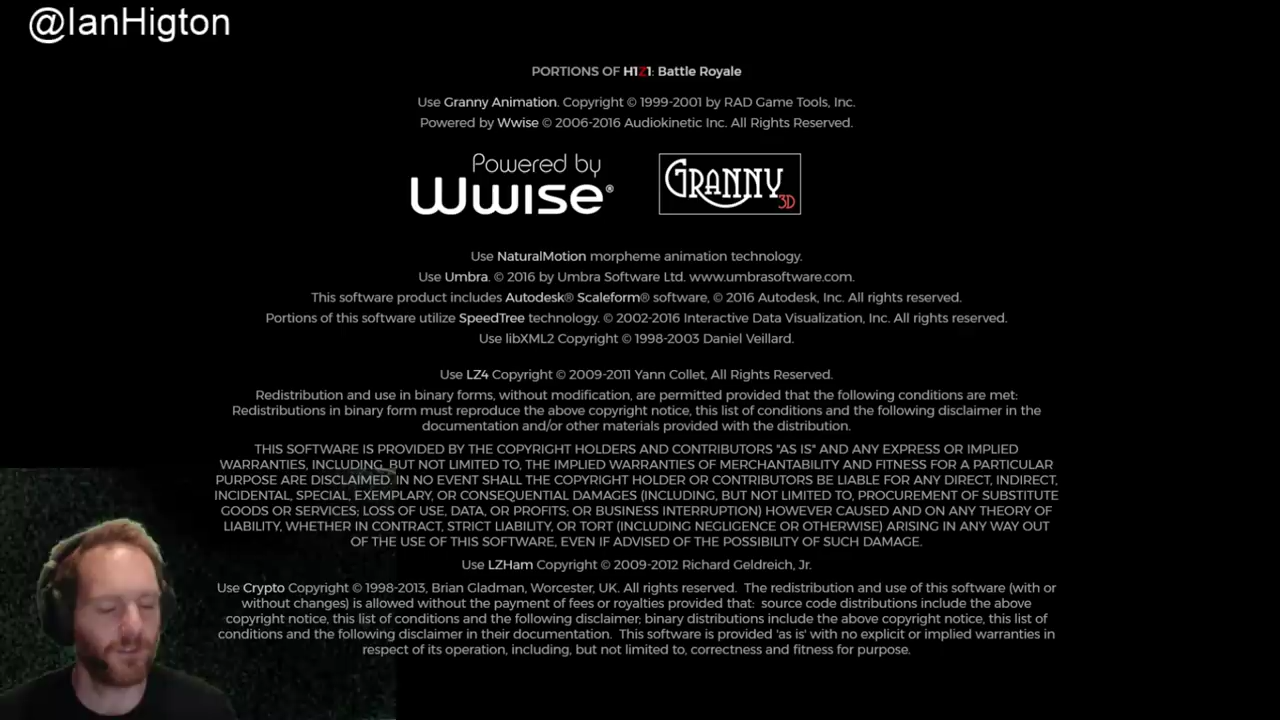 @IanHigton
PORTIONS OF H1Z1: Battle Royale
Use Granny Animation. Copyright © 1999-2001 by RAD Game Tools, Inc.
Powered by Wwise © 2006-2016 Audiokinetic Inc. All Rights Reserved.
Powered by
Wwise®
GRANNY
3D
Use NaturalMotion morpheme animation technology.
Use Umbra. © 2016 by Umbra Software Ltd. www.umbrasoftware.com.
This software product includes Autodesk® Scaleform® software, © 2016 Autodesk, Inc. All rights reserved.
Portions of this software utilize SpeedTree technology. © 2002-2016 Interactive Data Visualization, Inc. All rights reserved.
Use libXML2 Copyright © 1998-2003 Daniel Veillard.
Use LZ4 Copyright © 2009-2011 Yann Collet, All Rights Reserved.
Redistribution and use in binary forms, without modification, are permitted provided that the following conditions are met:
Redistributions in binary form must reproduce the above copyright notice, this list of conditions and the following disclaimer in the
documentation and/or other materials provided with the distribution.
THIS SOFTWARE IS PROVIDED BY THE COPYRIGHT HOLDERS AND CONTRIBUTORS "AS IS" AND ANY EXPRESS OR IMPLIED
WARRANTIES, INCLUDING, BUT NOT LIMITED TO, THE IMPLIED WARRANTIES OF MERCHANTABILITY AND FITNESS FOR A PARTICULAR
PURPOSE ARE DISCLAIMED. IN NO EVENT SHALL THE COPYRIGHT HOLDER OR CONTRIBUTORS BE LIABLE FOR ANY DIRECT, INDIRECT,
INCIDENTAL, SPECIAL, EXEMPLARY, OR CONSEQUENTIAL DAMAGES (INCLUDING, BUT NOT LIMITED TO, PROCUREMENT OF SUBSTITUTE
GOODS OR SERVICES; LOSS OF USE, DATA, OR PROFITS; OR BUSINESS INTERRUPTION) HOWEVER CAUSED AND ON ANY THEORY OF
LIABILITY, WHETHER IN CONTRACT, STRICT LIABILITY, OR TORT (INCLUDING NEGLIGENCE OR OTHERWISE) ARISING IN ANY WAY OUT
OF THE USE OF THIS SOFTWARE, EVEN IF ADVISED OF THE POSSIBILITY OF SUCH DAMAGE.
Use LZHam Copyright © 2009-2012 Richard Geldreich, Jr.
Use Crypto Copyright © 1998-2013, Brian Gladman, Worcester, UK. All rights reserved. The redistribution and use of this software (with or
without changes) is allowed without the payment of fees or royalties provided that: source code distributions include the above
copyright notice, this list of conditions and the following disclaimer; binary distributions include the above copyright notice, this list of
conditions and the following disclaimer in their documentation. This software is provided 'as is' with no explicit or implied warranties in
respect of its operation, including, but not limited to, correctness and fitness for purpose.